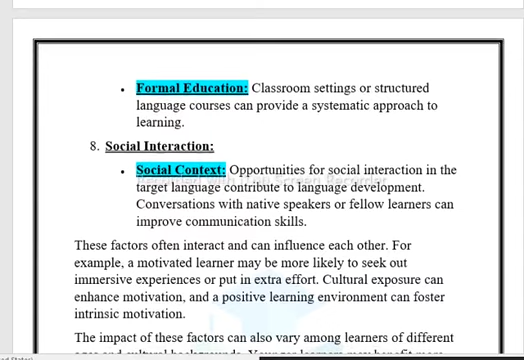 • Formal Education: Classroom settings or structured
language courses can provide a systematic approach to
learning.
8. Social Interaction:
• Social Context: Opportunities for social interaction in the
target language contribute to language development.
Conversations with native speakers or fellow learners can
improve communication skills.
These factors often interact and can influence each other. For
example, a motivated learner may be more likely to seek out
immersive experiences or put in extra effort. Cultural exposure can
enhance motivation, and a positive learning environment can foster
intrinsic motivation.
The impact of these factors can also vary among learners of different